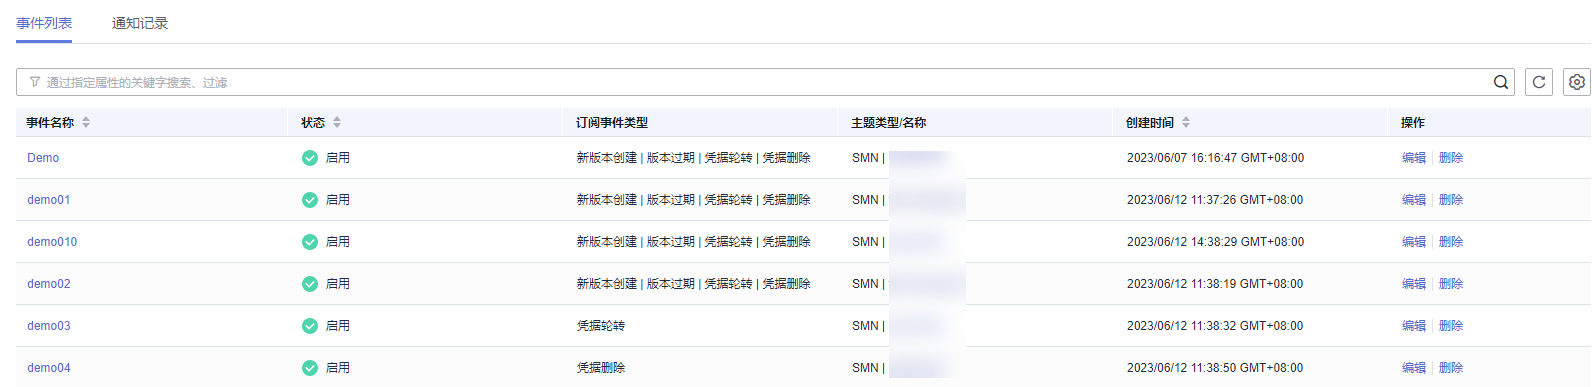 事件列表 通知记录
通过指定属性的关键字搜索、过滤
事件名称 状态 订阅事件类型 主题类型/名称 创建时间 操作
Demo 启用 新版本创建 | 版本过期 | 凭据轮转 | 凭据删除 SMN | 2023/06/07 16:16:47 GMT+08:00 编辑 | 删除
demo01 启用 新版本创建 | 版本过期 | 凭据轮转 | 凭据删除 SMN | 2023/06/12 11:37:26 GMT+08:00 编辑 | 删除
demo010 启用 新版本创建 | 版本过期 | 凭据轮转 | 凭据删除 SMN | 2023/06/12 14:38:29 GMT+08:00 编辑 | 删除
demo02 启用 新版本创建 | 版本过期 | 凭据轮转 | 凭据删除 SMN | 2023/06/12 11:38:19 GMT+08:00 编辑 | 删除
demo03 启用 凭据轮转 SMN | 2023/06/12 11:38:32 GMT+08:00 编辑 | 删除
demo04 启用 凭据删除 SMN | 2023/06/12 11:38:50 GMT+08:00 编辑 | 删除